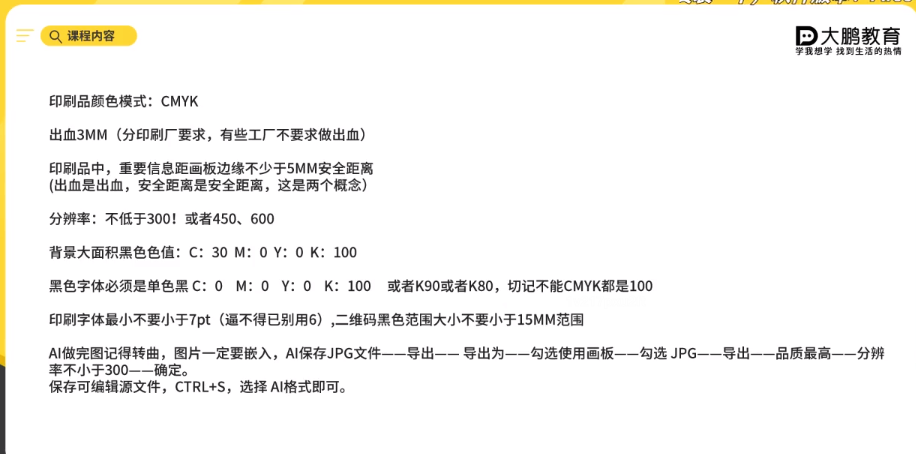 课程内容
大鹏教育
学我想学 找到生活的热情
印刷品颜色模式：CMYK
出血3MM（分印刷厂要求，有些工厂不要求做出血）
印刷品中，重要信息距画板边缘不少于5MM安全距离
(出血是出血，安全距离是安全距离，这是两个概念）
分辨率：不低于300！或者450、600
背景大面积黑色色值：C：30 M：0 Y：0 K：100
黑色字体必须是单色黑 C：0 M：0 Y：0 K：100 或者K90或者K80，切记不能CMYK都是100
印刷字体最小不要小于7pt（逼不得已别用6）,二维码黑色范围大小不要小于15MM范围
AI做完图记得转曲，图片一定要嵌入，AI保存JPG文件——导出—— 导出为——勾选使用画板——勾选 JPG——导出——品质最高——分辨
率不小于300——确定。
保存可编辑源文件，CTRL+S，选择 AI格式即可。